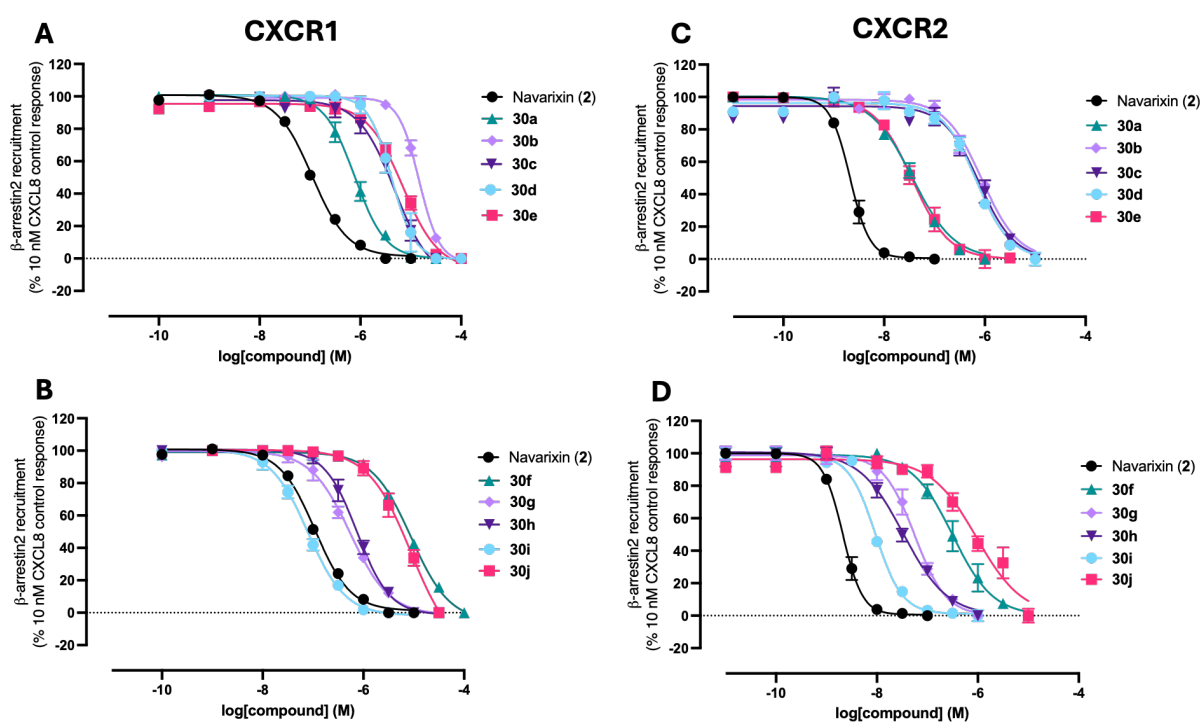 CXCR1
CXCR2
A
β-arrestin2 recruitment
(% 10 nM CXCL8 control response)
120
100
80
60
40
20
0
-20
-10
-8
-6
-4
log[compound] (M)
Navarixin (2)
30a
30b
30c
30d
30e
C
β-arrestin2 recruitment
(% 10 nM CXCL8 control response)
120
100
80
60
40
20
0
-20
-10
-8
-6
-4
log[compound] (M)
Navarixin (2)
30a
30b
30c
30d
30e
B
β-arrestin2 recruitment
(% 10 nM CXCL8 control response)
120
100
80
60
40
20
0
-20
-10
-8
-6
-4
log[compound] (M)
Navarixin (2)
30f
30g
30h
30i
30j
D
β-arrestin2 recruitment
(% 10 nM CXCL8 control response)
120
100
80
60
40
20
0
-20
-10
-8
-6
-4
log[compound] (M)
Navarixin (2)
30f
30g
30h
30i
30j